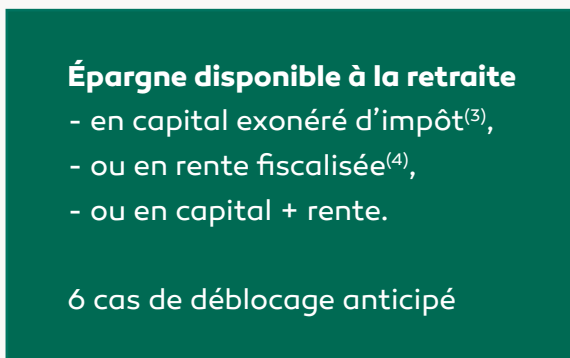 Épargne disponible à la retraite
- en capital exonéré d’impôt(3),
- ou en rente fiscalisée(4),
- ou en capital + rente.
6 cas de déblocage anticipé